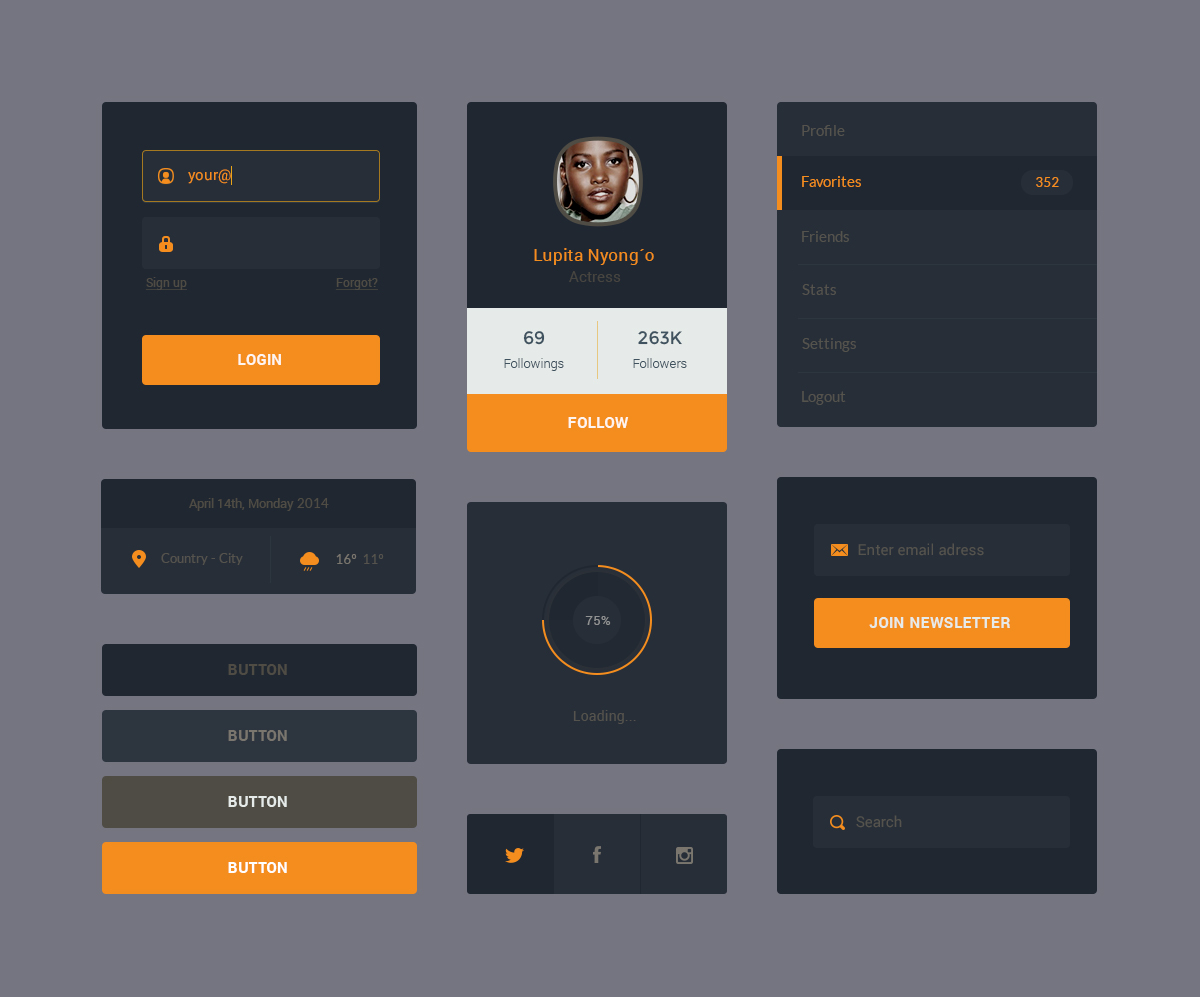 your@
Sign up
Forgot?
LOGIN
Lupita Nyong´o
Actress
69
263K
Followings
Followers
FOLLOW
Profile
Favorites
352
Friends
Stats
Settings
Logout
April 14th, Monday 2014
Country - City
16º 11º
75%
Loading...
Enter email adress
JOIN NEWSLETTER
BUTTON
BUTTON
BUTTON
BUTTON
Search